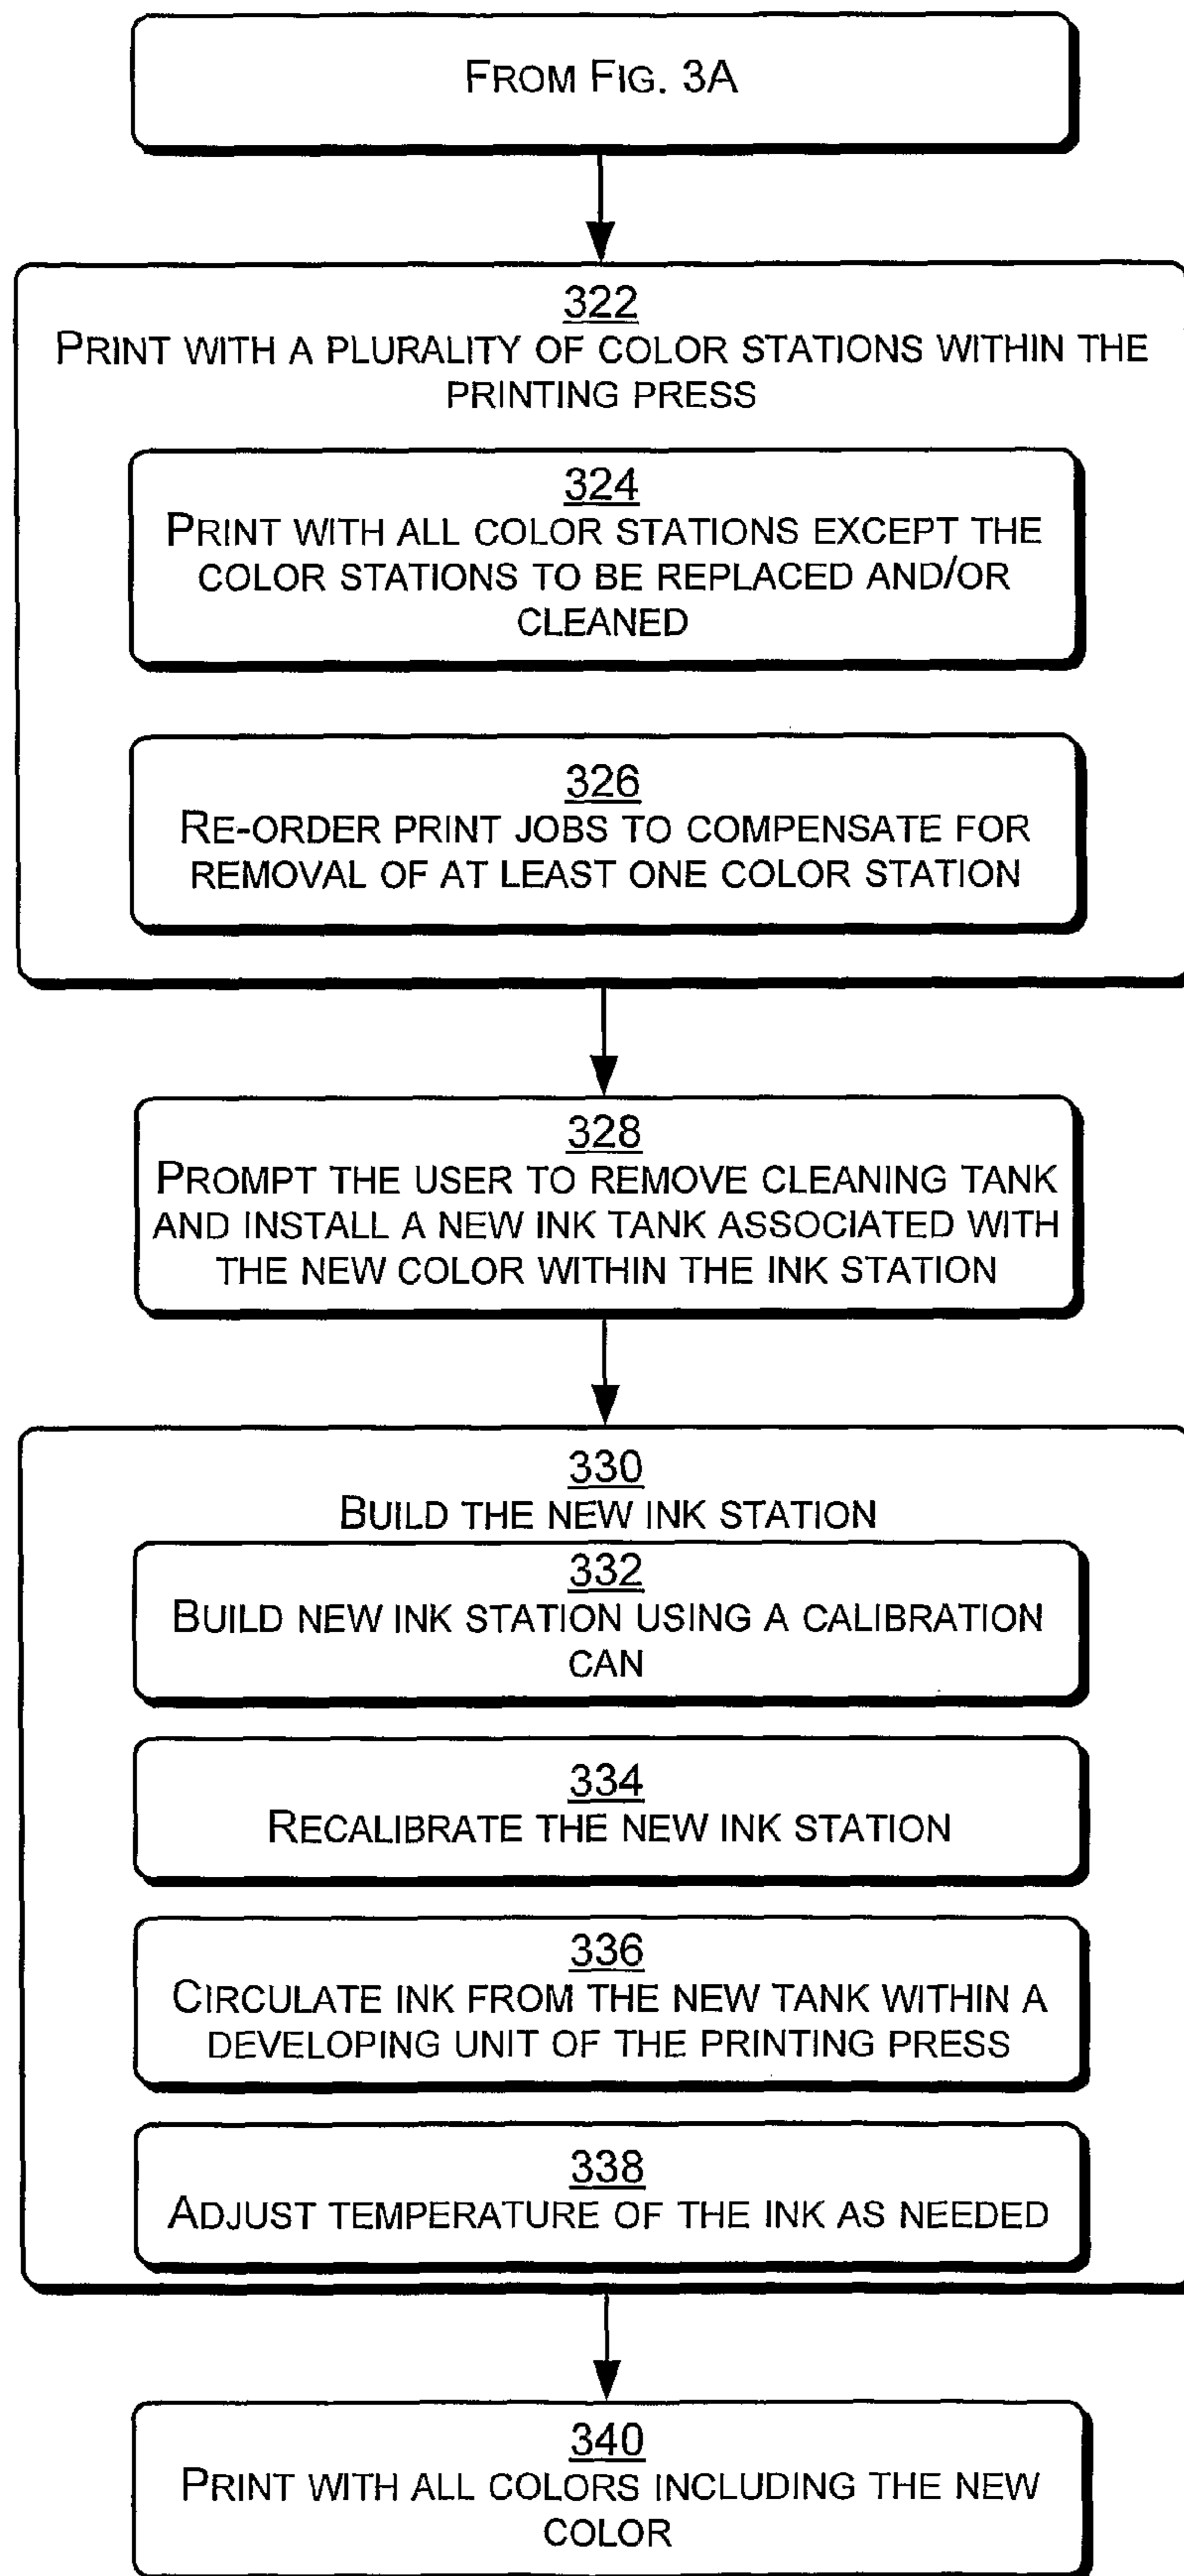 FROM FIG. 3A
322
PRINT WITH A PLURALITY OF COLOR STATIONS WITHIN THE
PRINTING PRESS
324
PRINT WITH ALL COLOR STATIONS EXCEPT THE
COLOR STATIONS TO BE REPLACED AND/OR
CLEANED
326
RE-ORDER PRINT JOBS TO COMPENSATE FOR
REMOVAL OF AT LEAST ONE COLOR STATION
328
PROMPT THE USER TO REMOVE CLEANING TANK
AND INSTALL A NEW INK TANK ASSOCIATED WITH
THE NEW COLOR WITHIN THE INK STATION
330
BUILD THE NEW INK STATION
332
BUILD NEW INK STATION USING A CALIBRATION
CAN
334
RECALIBRATE THE NEW INK STATION
336
CIRCULATE INK FROM THE NEW TANK WITHIN A
DEVELOPING UNIT OF THE PRINTING PRESS
338
ADJUST TEMPERATURE OF THE INK AS NEEDED
340
PRINT WITH ALL COLORS INCLUDING THE NEW
COLOR